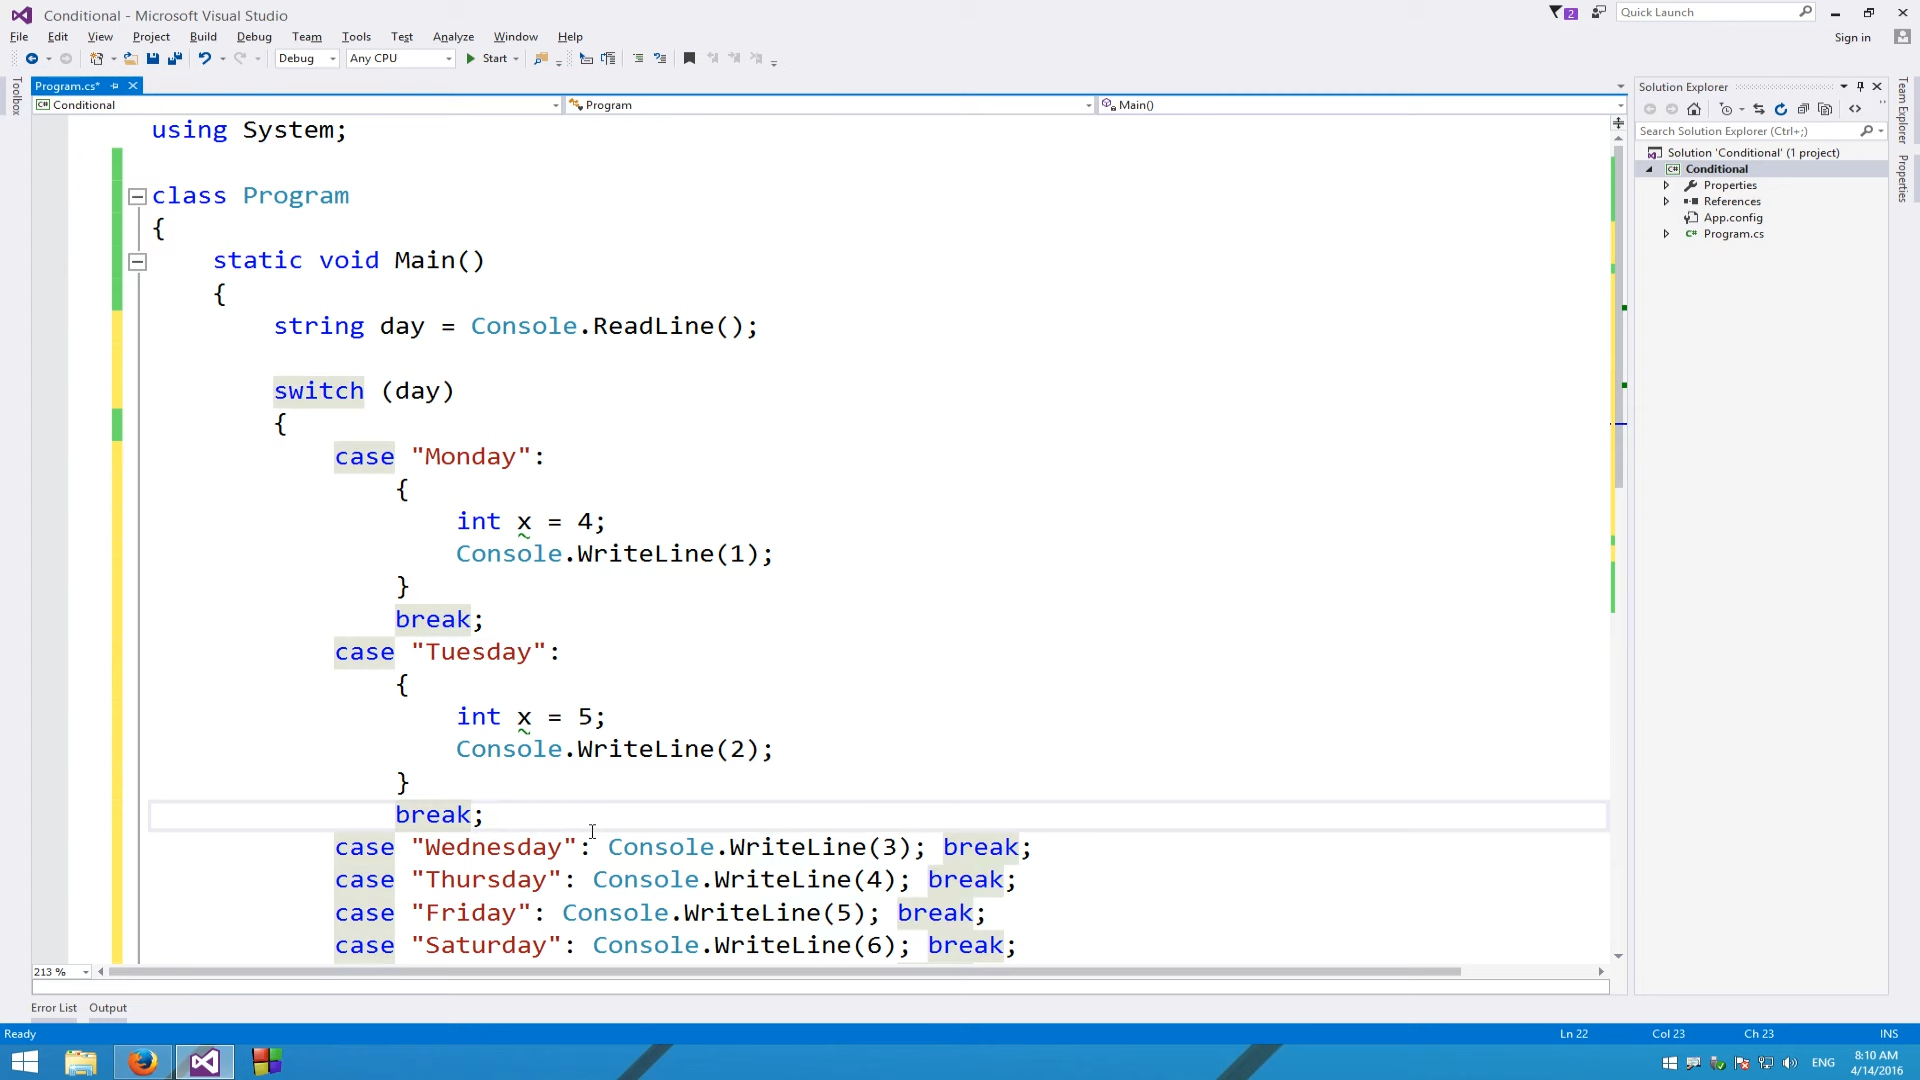 Conditional - Microsoft Visual Studio
2
Quick Launch
File Edit View Project Build Debug Team Tools Test Analyze Window Help
Sign in
Debug Any CPU Start
Toolbox
Program.cs*
Conditional Program Main()
using System;
class Program
{
static void Main()
{
string day = Console.ReadLine();
switch (day)
{
case "Monday":
{
int x = 4;
Console.WriteLine(1);
}
break;
case "Tuesday":
{
int x = 5;
Console.WriteLine(2);
}
break;
case "Wednesday": Console.WriteLine(3); break;
case "Thursday": Console.WriteLine(4); break;
case "Friday": Console.WriteLine(5); break;
case "Saturday": Console.WriteLine(6); break;
213 %
Solution Explorer
Search Solution Explorer (Ctrl+;)
Solution 'Conditional' (1 project)
C# Conditional
Properties
References
App.config
C# Program.cs
Team Explorer
Properties
Error List Output
Ready
Ln 22 Col 23 Ch 23 INS
ENG
8:10 AM
4/14/2016